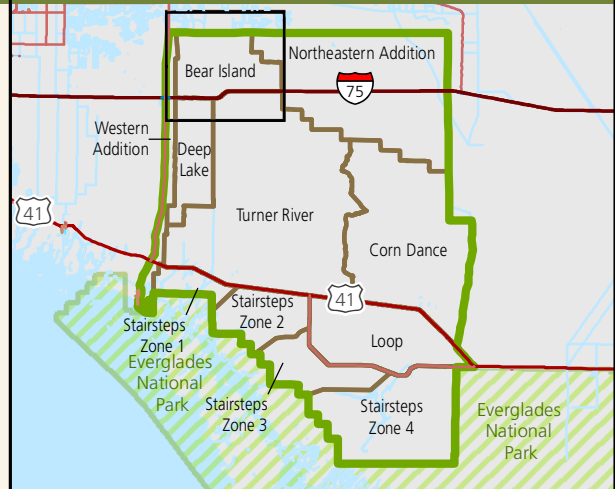 Northeastern Addition
Bear Island
75
Western
Addition
Deep
Lake
41
Turner River
Corn Dance
41
Stairsteps
Zone 2
Stairsteps
Zone 1
Loop
Everglades
National
Park
Stairsteps
Zone 3
Stairsteps
Zone 4
Everglades
National
Park